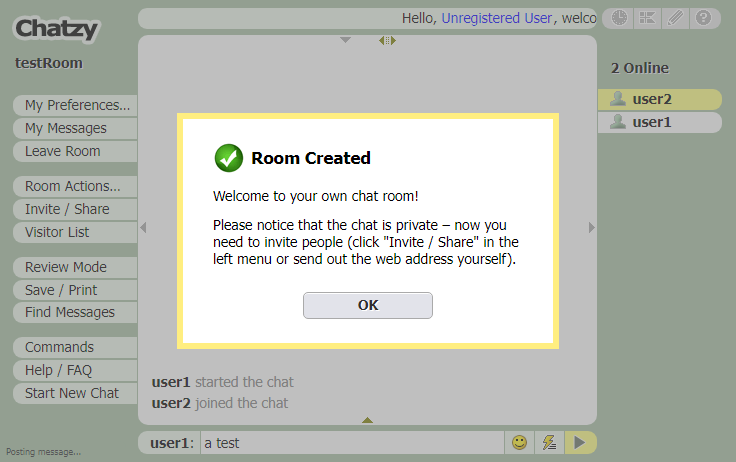 Chatzy
Hello, Unregistered User, welco
testRoom
2 Online
user2
user1
My Preferences...
My Messages
Leave Room
Room Actions...
Invite / Share
Visitor List
Review Mode
Save / Print
Find Messages
Commands
Help / FAQ
Start New Chat
Room Created
Welcome to your own chat room!
Please notice that the chat is private – now you
need to invite people (click "Invite / Share" in the
left menu or send out the web address yourself).
OK
user1 started the chat
user2 joined the chat
user1: a test
Posting message...